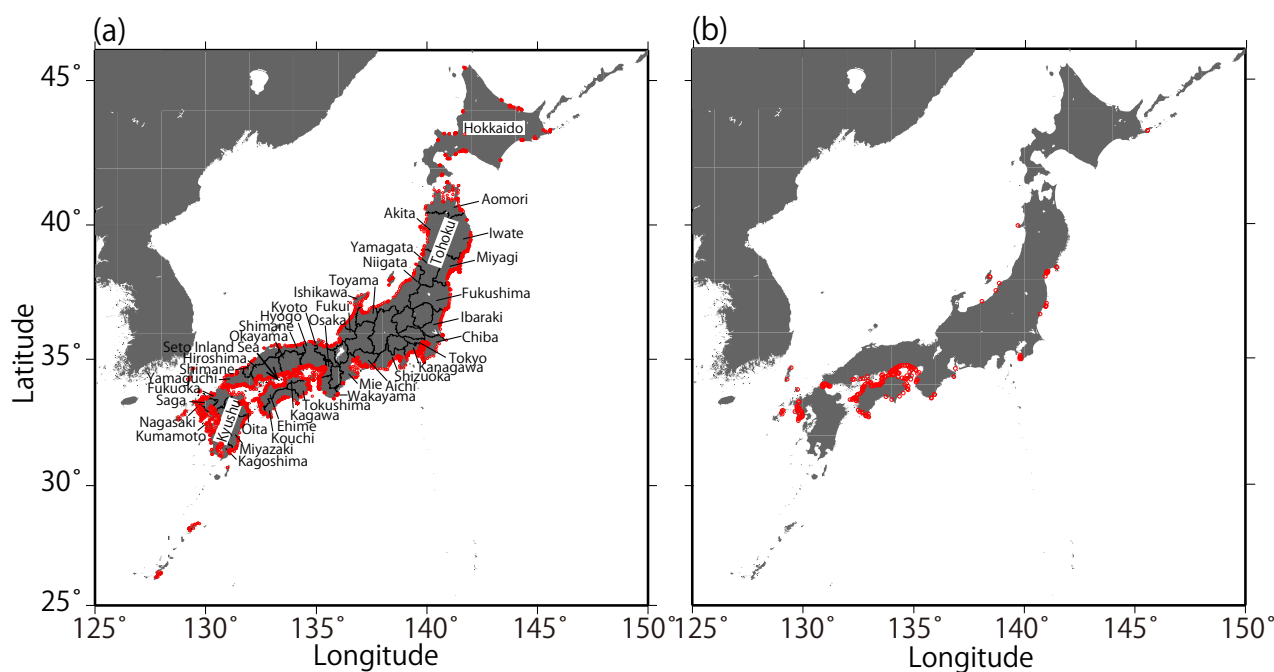 (a)
(b)
45°
40°
35°
30°
25°
Latitude
Hokkaido
Aomori
Akita
Tohoku
Iwate
Yamagata
Miyagi
Niigata
Toyama
Fukushima
Ishikawa
Fukui
Kyoto
Hyogo
Ibaraki
Osaka
Shimane
Okayama
Chiba
Seto Inland Sea
Hiroshima
Tokyo
Shimane
Kanagawa
Yamaguchi
Shizuoka
Mie
Aichi
Fukuoka
Wakayama
Saga
Tokushima
Kagawa
Nagasaki
Kyushu
Oita
Ehime
Kumamoto
Kouchi
Miyazaki
Kagoshima
125° 130° 135° 140° 145° 150°
Longitude
125° 130° 135° 140° 145° 150°
Longitude